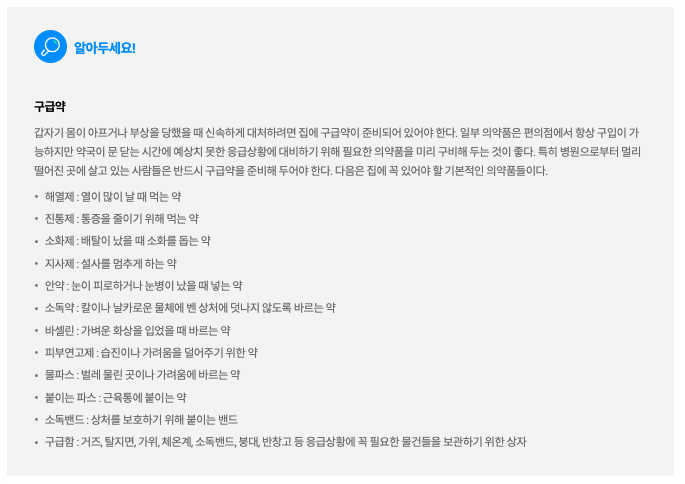 알아두세요!
구급약
갑자기 몸이 아프거나 부상을 당했을 때 신속하게 대처하려면 집에 구급약이 준비되어 있어야 한다. 일부 의약품은 편의점에서 항상 구입이 가
능하지만 약국이 문 닫는 시간에 예상치 못한 응급상황에 대비하기 위해 필요한 의약품을 미리 구비해 두는 것이 좋다. 특히 병원으로부터 멀리
떨어진 곳에 살고 있는 사람들은 반드시 구급약을 준비해 두어야 한다. 다음은 집에 꼭 있어야 할 기본적인 의약품들이다.
• 해열제 : 열이 많이 날 때 먹는 약
• 진통제 : 통증을 줄이기 위해 먹는 약
• 소화제 : 배탈이 났을 때 소화를 돕는 약
• 지사제 : 설사를 멈추게 하는 약
• 안약 : 눈이 피로하거나 눈병이 났을 때 넣는 약
• 소독약 : 칼이나 날카로운 물체에 벤 상처에 덧나지 않도록 바르는 약
• 바셀린 : 가벼운 화상을 입었을 때 바르는 약
• 피부연고제 : 습진이나 가려움을 덜어주기 위한 약
• 물파스 : 벌레 물린 곳이나 가려움에 바르는 약
• 붙이는 파스 : 근육통에 붙이는 약
• 소독밴드 : 상처를 보호하기 위해 붙이는 밴드
• 구급함 : 거즈, 탈지면, 가위, 체온계, 소독밴드, 붕대, 반창고 등 응급상황에 꼭 필요한 물건들을 보관하기 위한 상자